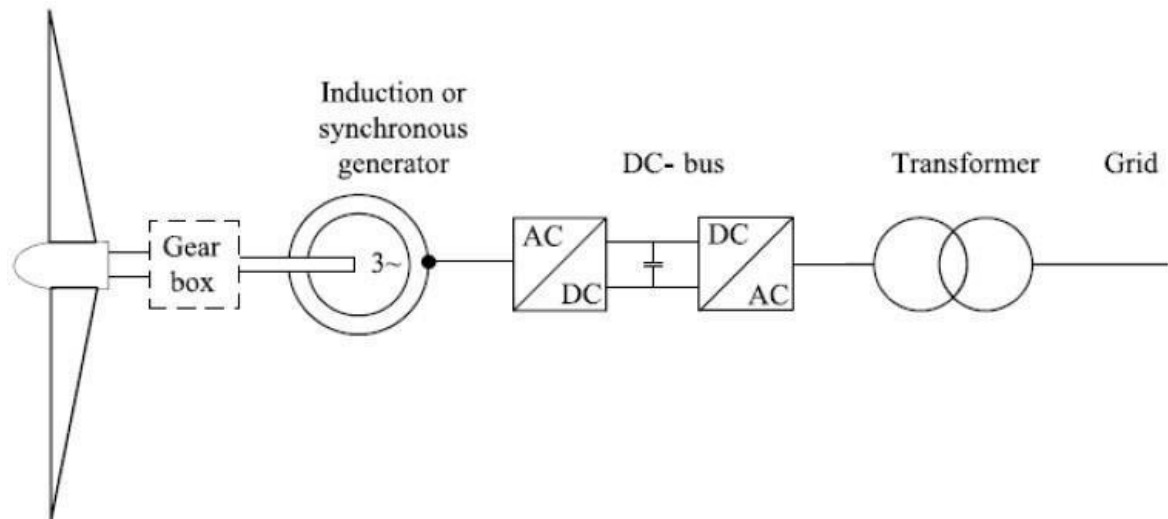 Induction or
synchronous
generator
DC- bus
Transformer
Grid
Gear
box
3~
AC
DC
DC
AC